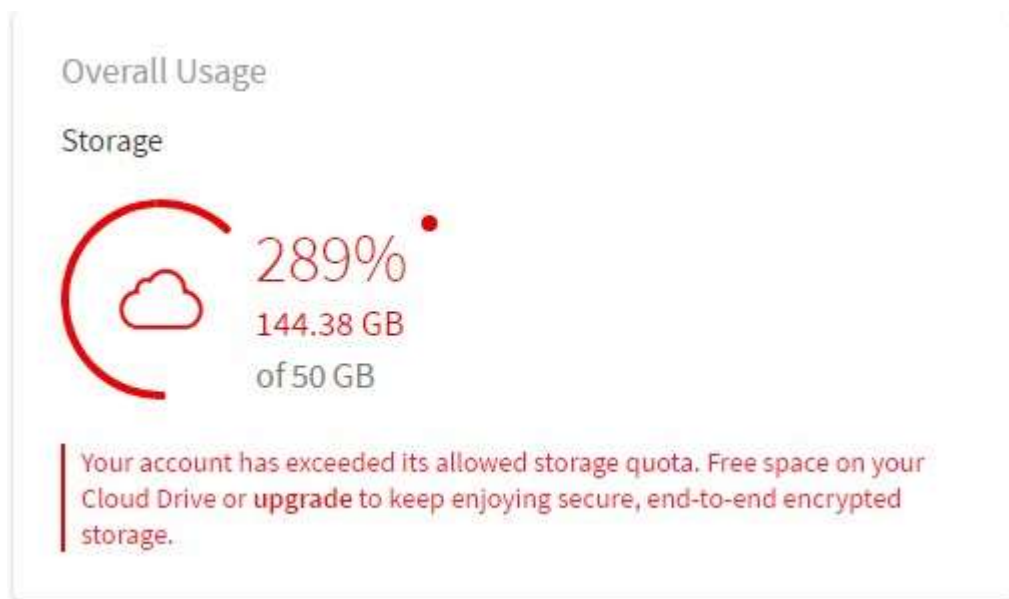 Overall Usage
Storage
289%
144.38 GB
of 50 GB
Your account has exceeded its allowed storage quota. Free space on your
Cloud Drive or upgrade to keep enjoying secure, end-to-end encrypted
storage.